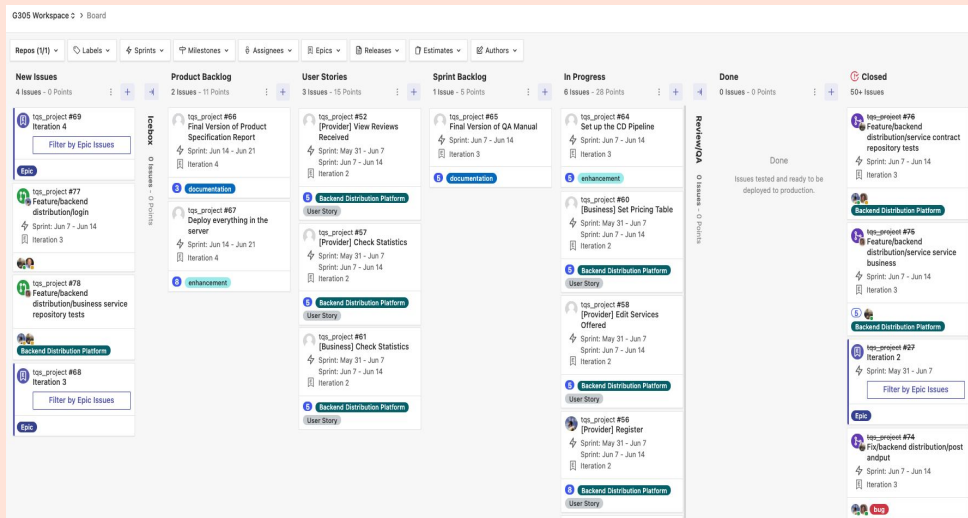 G305 Workspace > Board
Repos (1/1)
Labels
Sprints
Milestones
Assignees
Epics
Releases
Estimates
Authors
New Issues
4 Issues - 0 Points
tqs_project #69
Iteration 4
Filter by Epic Issues
Epic
tqs_project #77
Feature/backend
distribution/login
Sprint: Jun 7 - Jun 14
Iteration 3
tqs_project #78
Feature/backend
distribution/business service
repository tests
Backend Distribution Platform
tqs_project #68
Iteration 3
Filter by Epic Issues
Epic
Icebox 0 Issues - 0 Points
Product Backlog
2 Issues - 11 Points
tqs_project #66
Final Version of Product
Specification Report
Sprint: Jun 14 - Jun 21
Iteration 4
3 documentation
tqs_project #67
Deploy everything in the
server
Sprint: Jun 14 - Jun 21
Iteration 4
8 enhancement
User Stories
3 Issues - 15 Points
tqs_project #52
[Provider] View Reviews
Received
Sprint: May 31 - Jun 7
Sprint: Jun 7 - Jun 14
Iteration 2
5 Backend Distribution Platform
User Story
tqs_project #57
[Provider] Check Statistics
Sprint: May 31 - Jun 7
Sprint: Jun 7 - Jun 14
Iteration 2
5 Backend Distribution Platform
User Story
tqs_project #61
[Business] Check Statistics
Sprint: May 31 - Jun 7
Sprint: Jun 7 - Jun 14
Iteration 2
5 Backend Distribution Platform
User Story
Sprint Backlog
1 Issue - 5 Points
tqs_project #65
Final Version of QA Manual
Sprint: Jun 7 - Jun 14
Iteration 3
5 documentation
In Progress
6 Issues - 28 Points
tqs_project #64
Set up the CD Pipeline
Sprint: Jun 7 - Jun 14
Iteration 3
5 enhancement
tqs_project #60
[Business] Set Pricing Table
Sprint: May 31 - Jun 7
Sprint: Jun 7 - Jun 14
Iteration 2
5 Backend Distribution Platform
User Story
tqs_project #58
[Provider] Edit Services
Offered
Sprint: May 31 - Jun 7
Sprint: Jun 7 - Jun 14
Iteration 2
5 Backend Distribution Platform
User Story
tqs_project #56
[Provider] Register
Sprint: May 31 - Jun 7
Sprint: Jun 7 - Jun 14
Iteration 2
8 Backend Distribution Platform
User Story
Review/QA 0 Issues - 0 Points
Done
0 Issues - 0 Points
Done
Issues tested and ready to be
deployed to production.
Closed
50+ Issues
tqs_project #76
Feature/backend
distribution/service contract
repository tests
Sprint: Jun 7 - Jun 14
Iteration 3
Backend Distribution Platform
tqs_project #75
Feature/backend
distribution/service service
business
Sprint: Jun 7 - Jun 14
Iteration 3
5
Backend Distribution Platform
tqs_project #27
Iteration 2
Sprint: May 31 - Jun 7
Filter by Epic Issues
Epic
tqs_project #74
Fix/backend distribution/post
andput
Sprint: Jun 7 - Jun 14
Iteration 3
bug